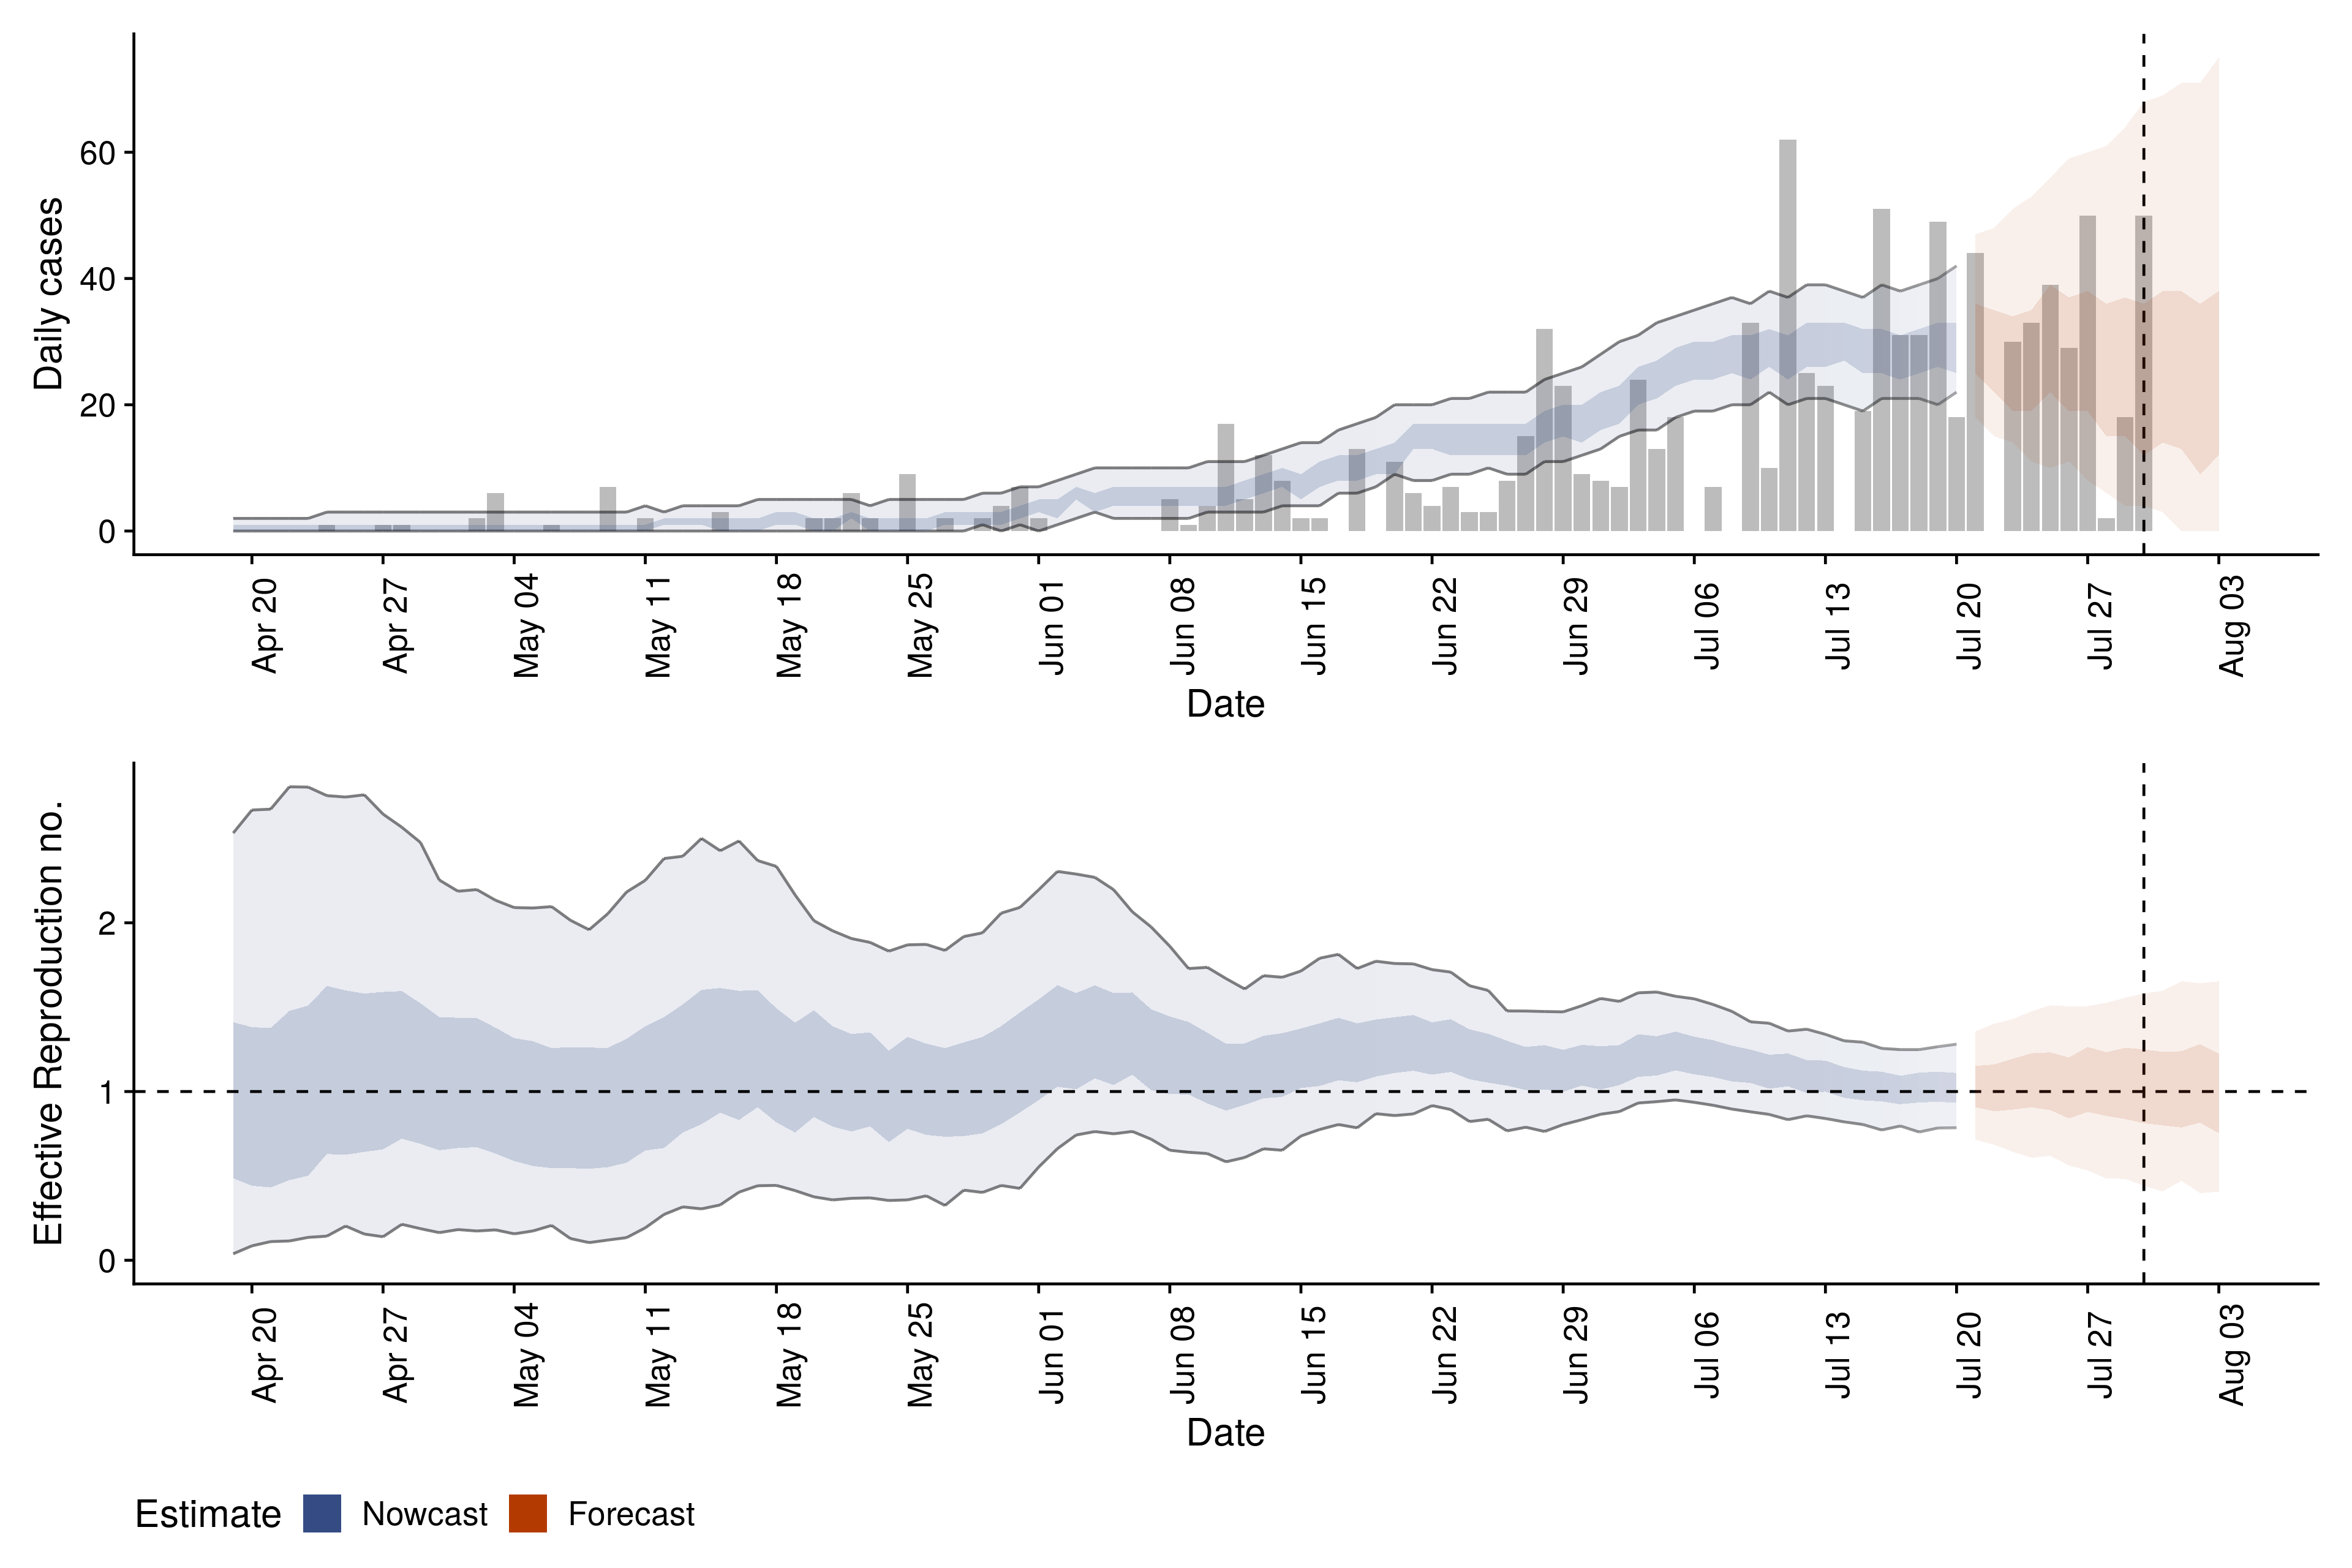 Daily cases
60
40
20
0
Apr 20
Apr 27
May 04
May 11
May 18
May 25
Jun 01
Jun 08
Jun 15
Jun 22
Jun 29
Jul 06
Jul 13
Jul 20
Jul 27
Aug 03
Date
Effective Reproduction no.
2
1
0
Apr 20
Apr 27
May 04
May 11
May 18
May 25
Jun 01
Jun 08
Jun 15
Jun 22
Jun 29
Jul 06
Jul 13
Jul 20
Jul 27
Aug 03
Date
Estimate Nowcast Forecast